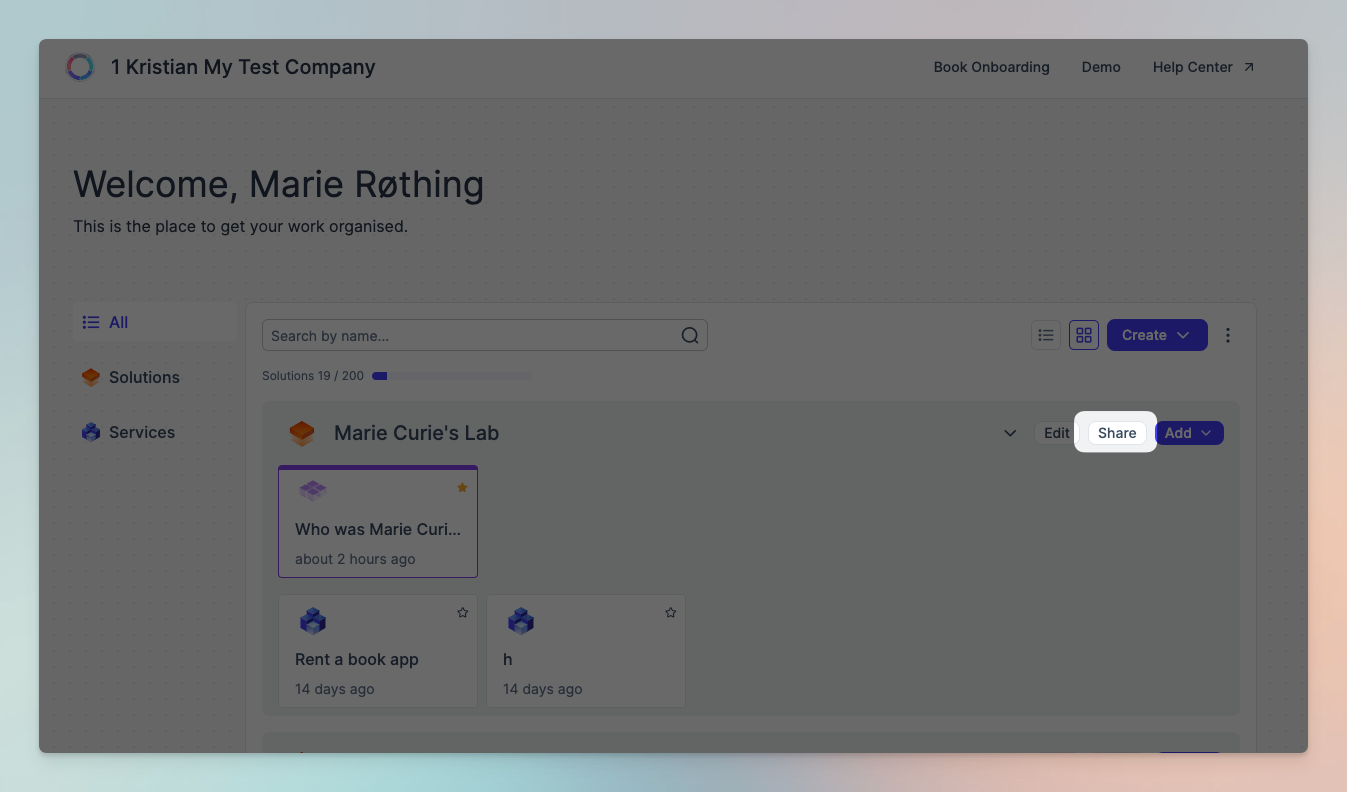 1 Kristian My Test Company
Book Onboarding
Demo
Help Center
Welcome, Marie Røthing
This is the place to get your work organised.
All
Solutions
Services
Search by name...
Create
Solutions 19 / 200
Marie Curie's Lab
Edit
Share
Add
Who was Marie Curi...
about 2 hours ago
Rent a book app
14 days ago
h
14 days ago